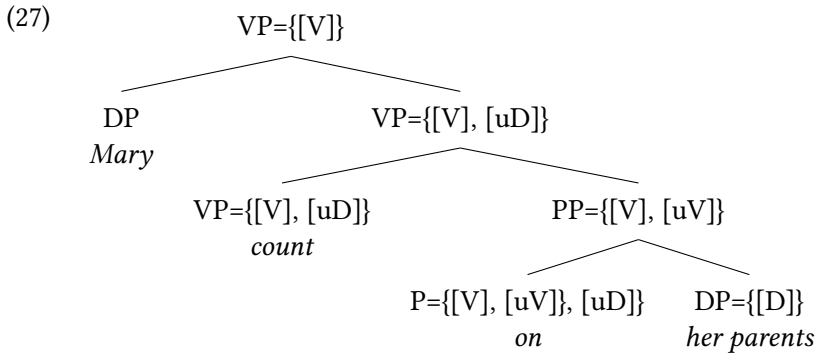 (27)
VP={[V]}
DP VP={[V], [uD]}
Mary
VP={[V], [uD]} PP={[V], [uV]}
count
P={[V], [uV]}, [uD]} DP={[D]}
on her parents